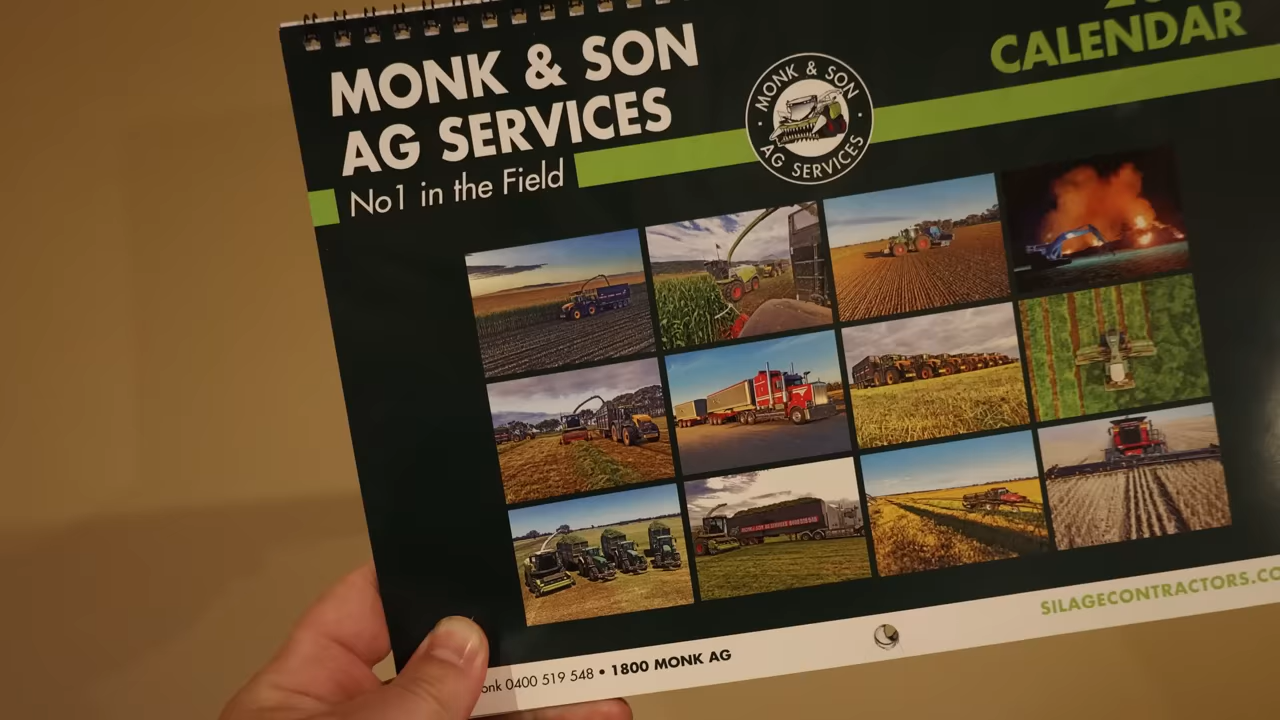 MONK & SON
AG SERVICES
No1 in the Field
MONK & SON
AG SERVICES
CALENDAR
SILAGECONTRACTORS.CO
onk 0400 519 548 • 1800 MONK AG